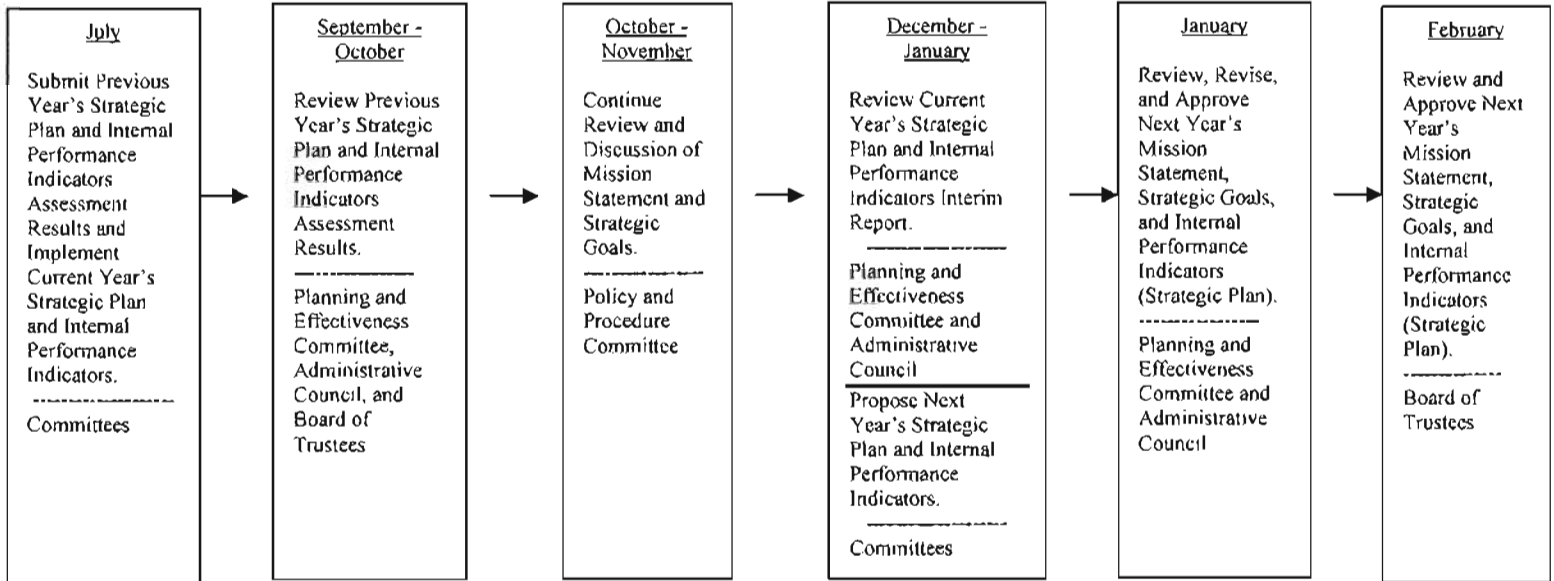 July
Submit Previous
Year's Strategic
Plan and Internal
Performance
Indicators
Assessment
Results and
Implement
Current Year's
Strategic Plan
and Internal
Performance
Indicators.
Committees
September -
October
Review Previous
Year's Strategic
Plan and Internal
Performance
Indicators
Assessment
Results.
Planning and
Effectiveness
Committee,
Administrative
Council, and
Board of
Trustees
October -
November
Continue
Review and
Discussion of
Mission
Statement and
Strategic
Goals.
Policy and
Procedure
Committee
December -
January
Review Current
Year's Strategic
Plan and Internal
Performance
Indicators Interim
Report.
Planning and
Effectiveness
Committee and
Administrative
Council
Propose Next
Year's Strategic
Plan and Internal
Performance
Indicators.
Committees
January
Review, Revise,
and Approve
Next Year's
Mission
Statement,
Strategic Goals,
and Internal
Performance
Indicators
(Strategic Plan).
Planning and
Effectiveness
Committee and
Administrative
Council
February
Review and
Approve Next
Year's
Mission
Statement,
Strategic
Goals, and
Internal
Performance
Indicators
(Strategic
Plan).
Board of
Trustees